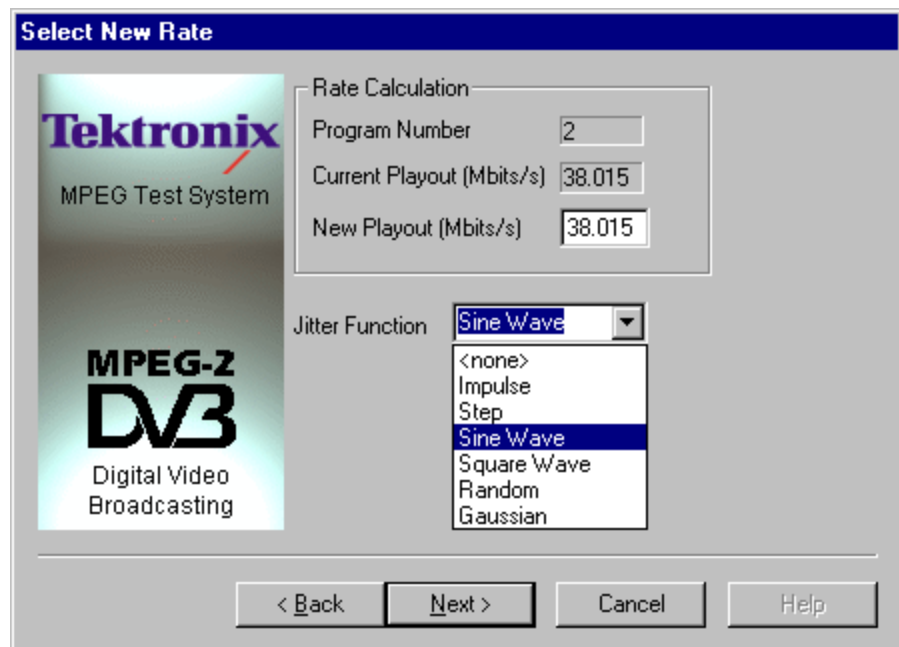 Select New Rate
Tektronix
MPEG Test System
MPEG-2
DVB
Digital Video
Broadcasting
Rate Calculation
Program Number 2
Current Playout (Mbits/s) 38.015
New Playout (Mbits/s) 38.015
Jitter Function Sine Wave
<none>
Impulse
Step
Sine Wave
Square Wave
Random
Gaussian
< Back Next > Cancel Help